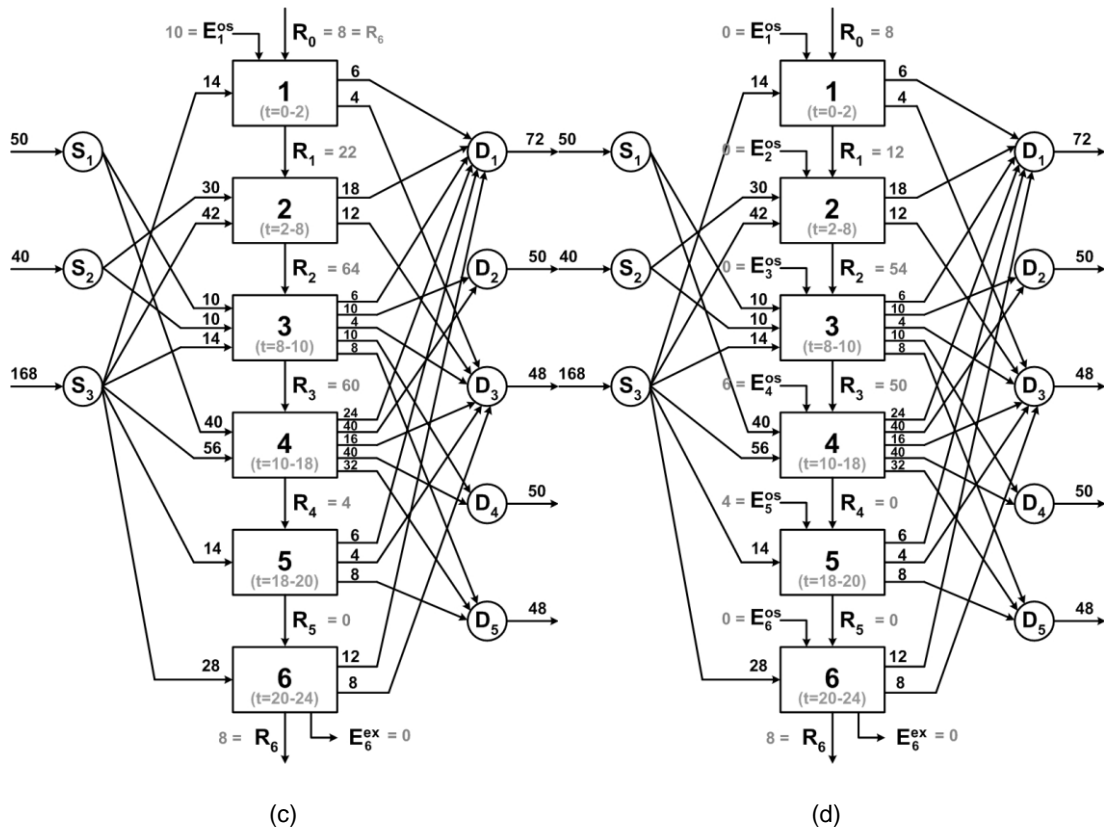 10 = E₁ᵒˢ R₀ = 8 = R₆
14 1 6
(t=0-2) 4
50 S₁ R₁ = 22 D₁ 72
30 2 18
42 (t=2-8) 12
40 S₂ R₂ = 64 D₂ 50
10 3 6
10 (t=8-10) 10
14 4
10
8
168 S₃ R₃ = 60 D₃ 48
40 4 24
56 (t=10-18) 40
16
40
32
R₄ = 4 D₄ 50
14 5 6
(t=18-20) 4
8
R₅ = 0 D₅ 48
28 6 12
(t=20-24) 8
8 = R₆ E₆ᵉˣ = 0
(c)
0 = E₁ᵒˢ R₀ = 8
14 1 6
(t=0-2) 4
50 S₁ 0 = E₂ᵒˢ R₁ = 12 D₁ 72
30 2 18
42 (t=2-8) 12
40 S₂ 0 = E₃ᵒˢ R₂ = 54 D₂ 50
10 3 6
10 (t=8-10) 10
14 4
10
8
168 S₃ 6 = E₄ᵒˢ R₃ = 50 D₃ 48
40 4 24
56 (t=10-18) 40
16
40
32
4 = E₅ᵒˢ R₄ = 0 D₄ 50
14 5 6
(t=18-20) 4
8
0 = E₆ᵒˢ R₅ = 0 D₅ 48
28 6 12
(t=20-24) 8
8 = R₆ E₆ᵉˣ = 0
(d)